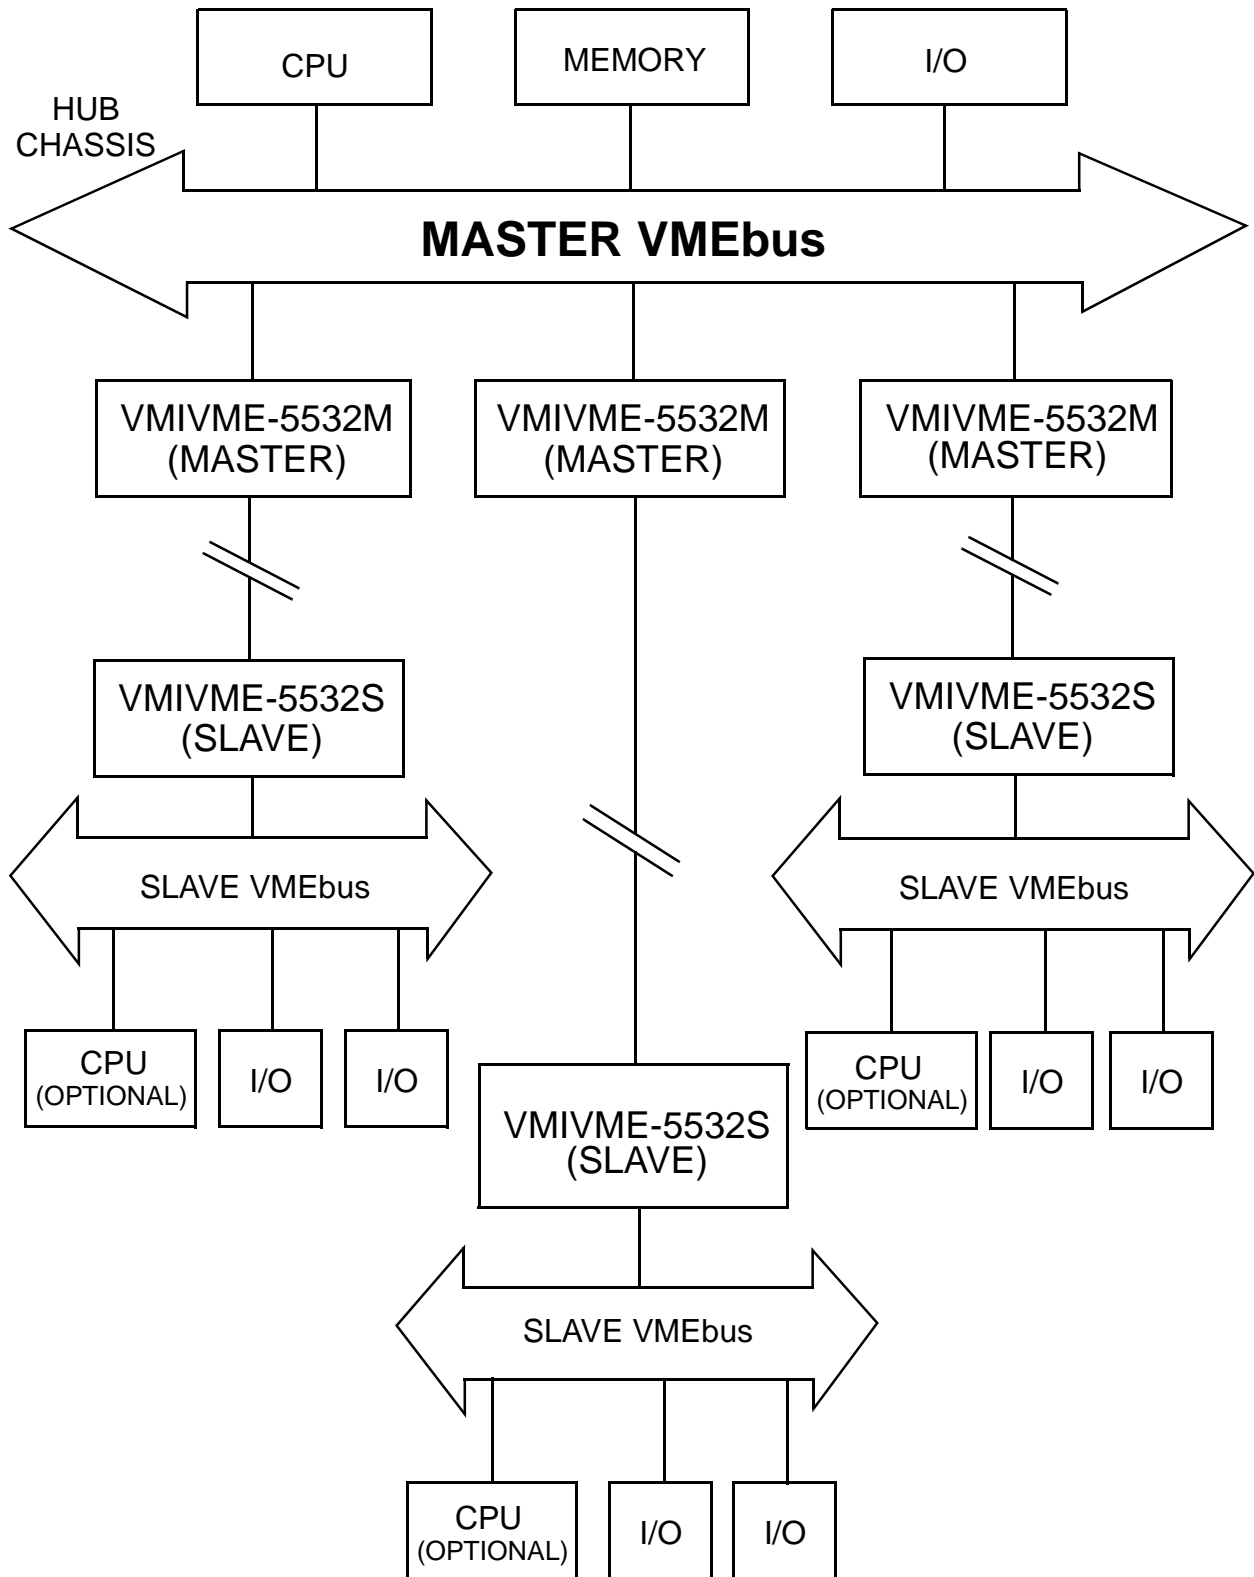 CPU
MEMORY
I/O
HUB
CHASSIS
MASTER VMEbus
VMIVME-5532M
(MASTER)
VMIVME-5532M
(MASTER)
VMIVME-5532M
(MASTER)
VMIVME-5532S
(SLAVE)
VMIVME-5532S
(SLAVE)
SLAVE VMEbus
SLAVE VMEbus
CPU
(OPTIONAL)
I/O
I/O
CPU
(OPTIONAL)
I/O
I/O
VMIVME-5532S
(SLAVE)
SLAVE VMEbus
CPU
(OPTIONAL)
I/O
I/O